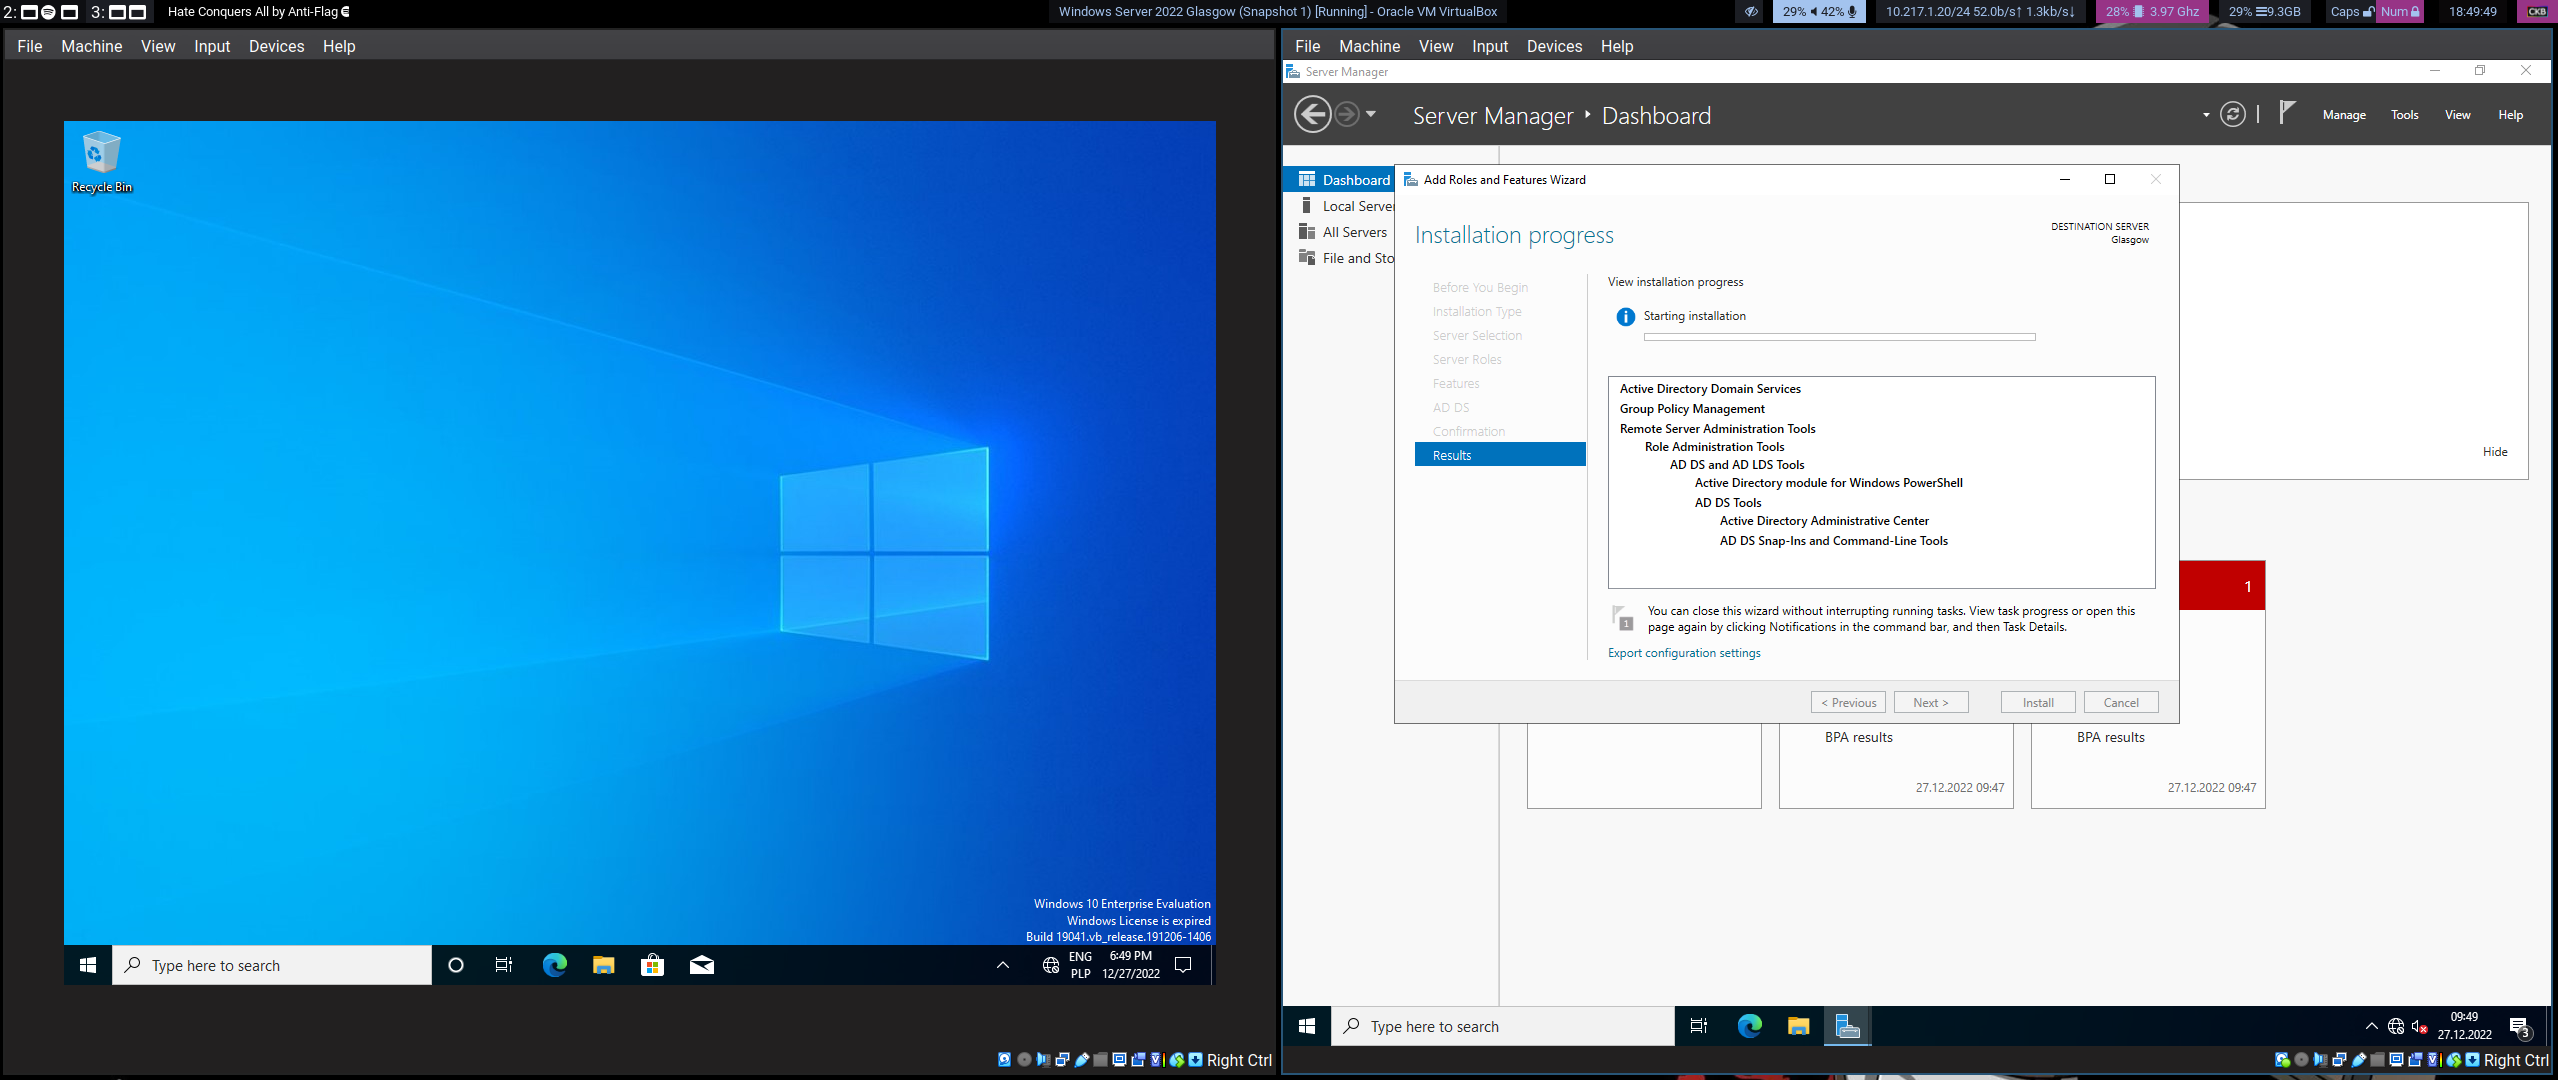 2:
3:
Hate Conquers All by Anti-Flag
Windows Server 2022 Glasgow (Snapshot 1) [Running] - Oracle VM VirtualBox
29% 42%
10.217.1.20/24 52.0b/s↑ 1.3kb/s↓
28% 3.97 Ghz
29% 9.3GB
Caps Num
18:49:49
CKB
File Machine View Input Devices Help
Recycle Bin
Windows 10 Enterprise Evaluation
Windows License is expired
Build 19041.vb_release.191206-1406
Type here to search
ENG
PLP
6:49 PM
12/27/2022
Right Ctrl
File Machine View Input Devices Help
Server Manager
Server Manager ‣ Dashboard
Manage Tools View Help
Dashboard
Local Server
All Servers
File and Sto
Add Roles and Features Wizard
Installation progress
DESTINATION SERVER
Glasgow
Before You Begin
Installation Type
Server Selection
Server Roles
Features
AD DS
Confirmation
Results
View installation progress
Starting installation
Active Directory Domain Services
Group Policy Management
Remote Server Administration Tools
Role Administration Tools
AD DS and AD LDS Tools
Active Directory module for Windows PowerShell
AD DS Tools
Active Directory Administrative Center
AD DS Snap-Ins and Command-Line Tools
1
You can close this wizard without interrupting running tasks. View task progress or open this
page again by clicking Notifications in the command bar, and then Task Details.
Export configuration settings
< Previous Next > Install Cancel
Hide
1
BPA results
27.12.2022 09:47
BPA results
27.12.2022 09:47
Type here to search
09:49
27.12.2022
3
Right Ctrl